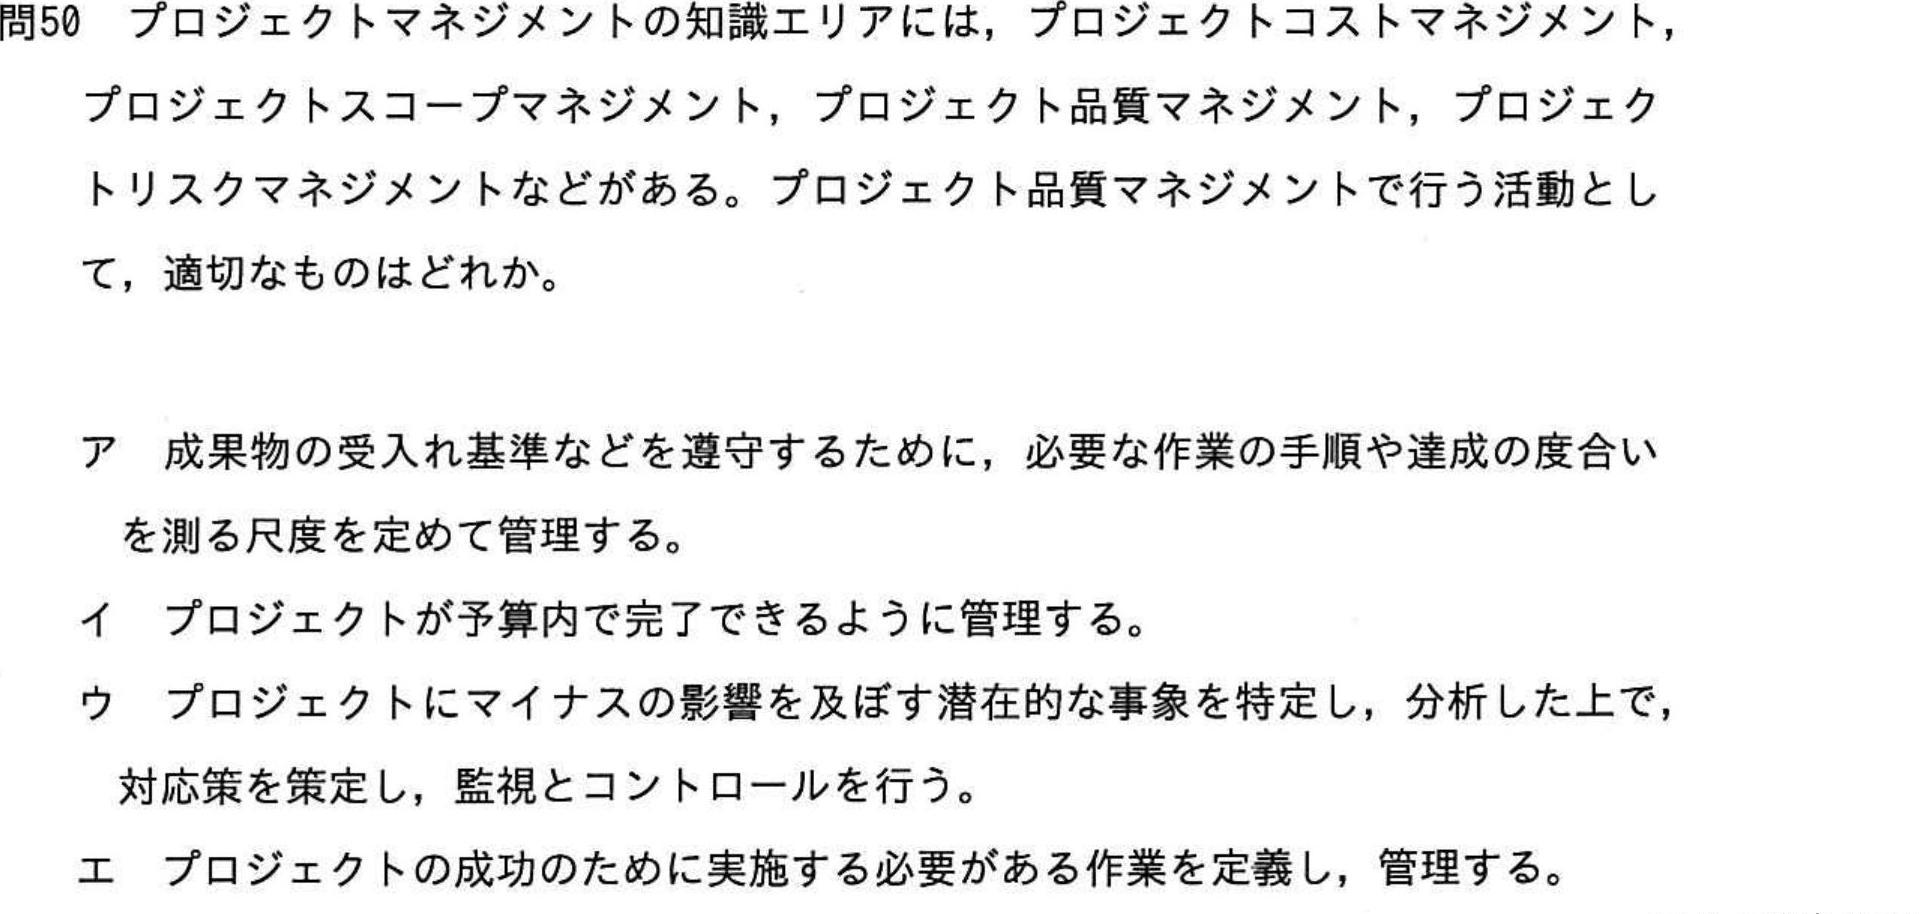 問50　プロジェクトマネジメントの知識エリアには，プロジェクトコストマネジメント，
プロジェクトスコープマネジメント，プロジェクト品質マネジメント，プロジェク
トリスクマネジメントなどがある。プロジェクト品質マネジメントで行う活動とし
て，適切なものはどれか。
ア　成果物の受入れ基準などを遵守するために，必要な作業の手順や達成の度合い
を測る尺度を定めて管理する。
イ　プロジェクトが予算内で完了できるように管理する。
ウ　プロジェクトにマイナスの影響を及ぼす潜在的な事象を特定し，分析した上で，
対応策を策定し，監視とコントロールを行う。
エ　プロジェクトの成功のために実施する必要がある作業を定義し，管理する。